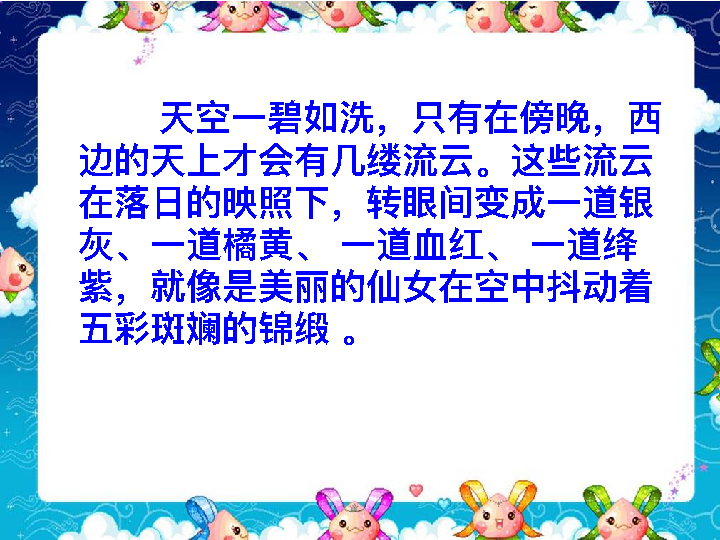 天空一碧如洗，只有在傍晚，西
边的天上才会有几缕流云。这些流云
在落日的映照下，转眼间变成一道银
灰、一道橘黄、 一道血红、 一道绛
紫，就像是美丽的仙女在空中抖动着
五彩斑斓的锦缎 。